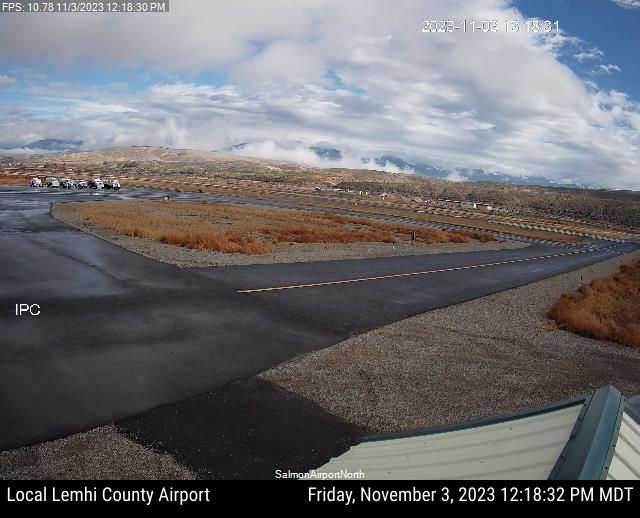 FPS: 10.78 11/3/2023 12:18:30 PM
2023-11-03 13:18:31
IPC
SalmonAirportNorth
Local Lemhi County Airport
Friday, November 3, 2023 12:18:32 PM MDT